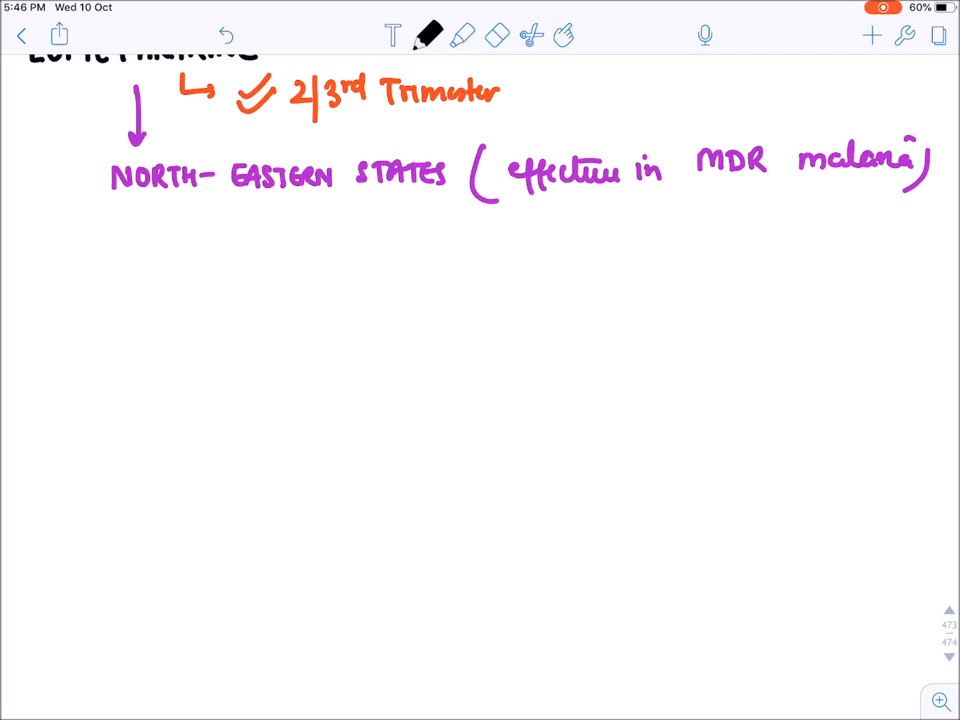 5:46 PM Wed 10 Oct 60%
T
2/3rd Trimester
NORTH-EASTERN STATES (effective in MDR malaria)
473
474